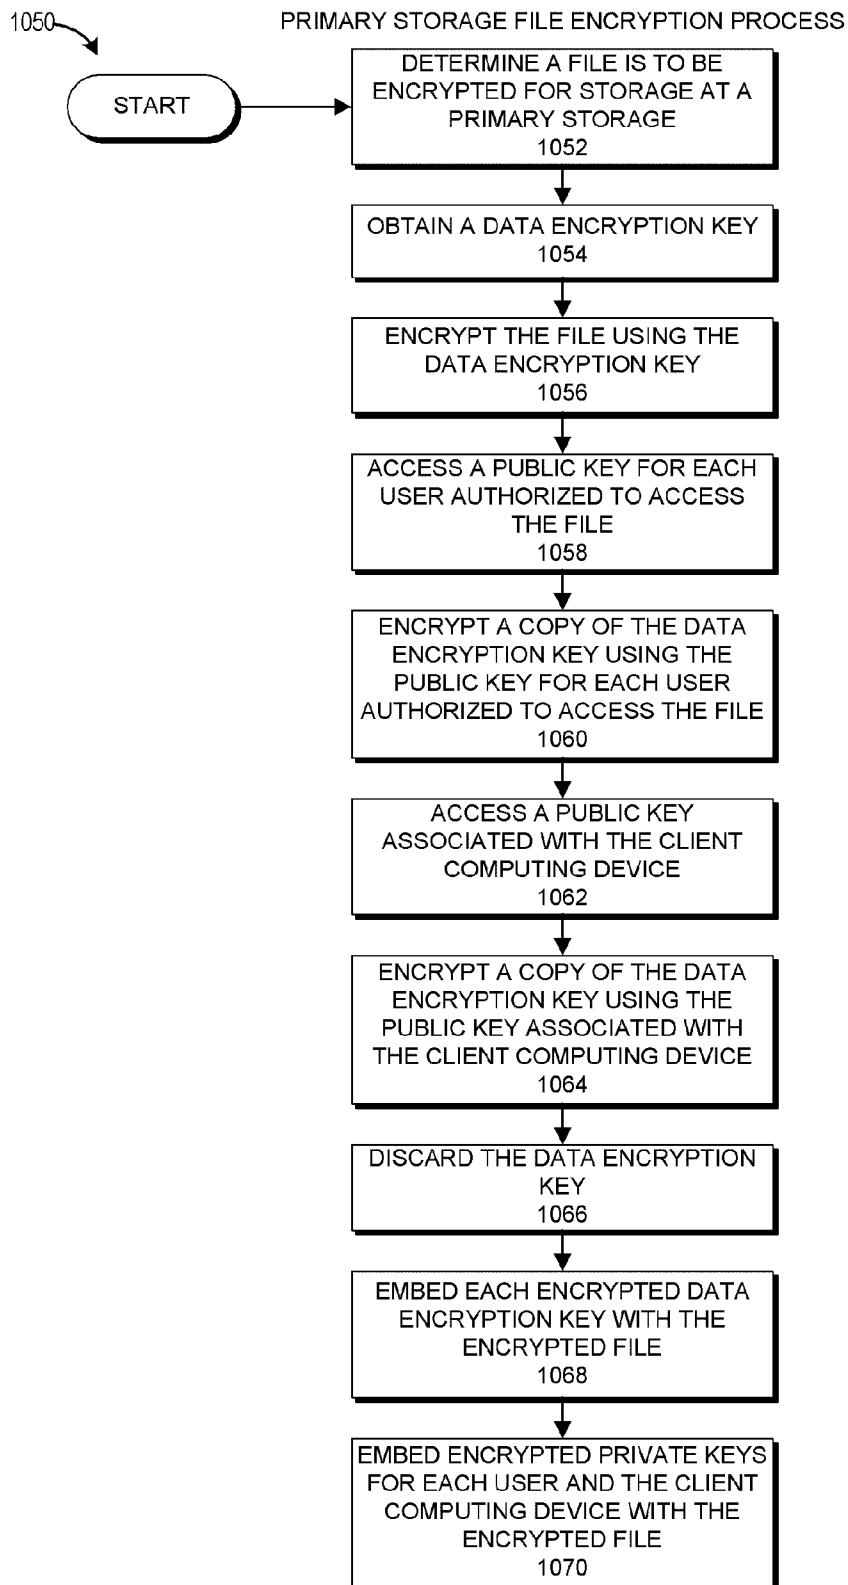 1050
PRIMARY STORAGE FILE ENCRYPTION PROCESS
START
DETERMINE A FILE IS TO BE
ENCRYPTED FOR STORAGE AT A
PRIMARY STORAGE
1052
OBTAIN A DATA ENCRYPTION KEY
1054
ENCRYPT THE FILE USING THE
DATA ENCRYPTION KEY
1056
ACCESS A PUBLIC KEY FOR EACH
USER AUTHORIZED TO ACCESS
THE FILE
1058
ENCRYPT A COPY OF THE DATA
ENCRYPTION KEY USING THE
PUBLIC KEY FOR EACH USER
AUTHORIZED TO ACCESS THE FILE
1060
ACCESS A PUBLIC KEY
ASSOCIATED WITH THE CLIENT
COMPUTING DEVICE
1062
ENCRYPT A COPY OF THE DATA
ENCRYPTION KEY USING THE
PUBLIC KEY ASSOCIATED WITH
THE CLIENT COMPUTING DEVICE
1064
DISCARD THE DATA ENCRYPTION
KEY
1066
EMBED EACH ENCRYPTED DATA
ENCRYPTION KEY WITH THE
ENCRYPTED FILE
1068
EMBED ENCRYPTED PRIVATE KEYS
FOR EACH USER AND THE CLIENT
COMPUTING DEVICE WITH THE
ENCRYPTED FILE
1070